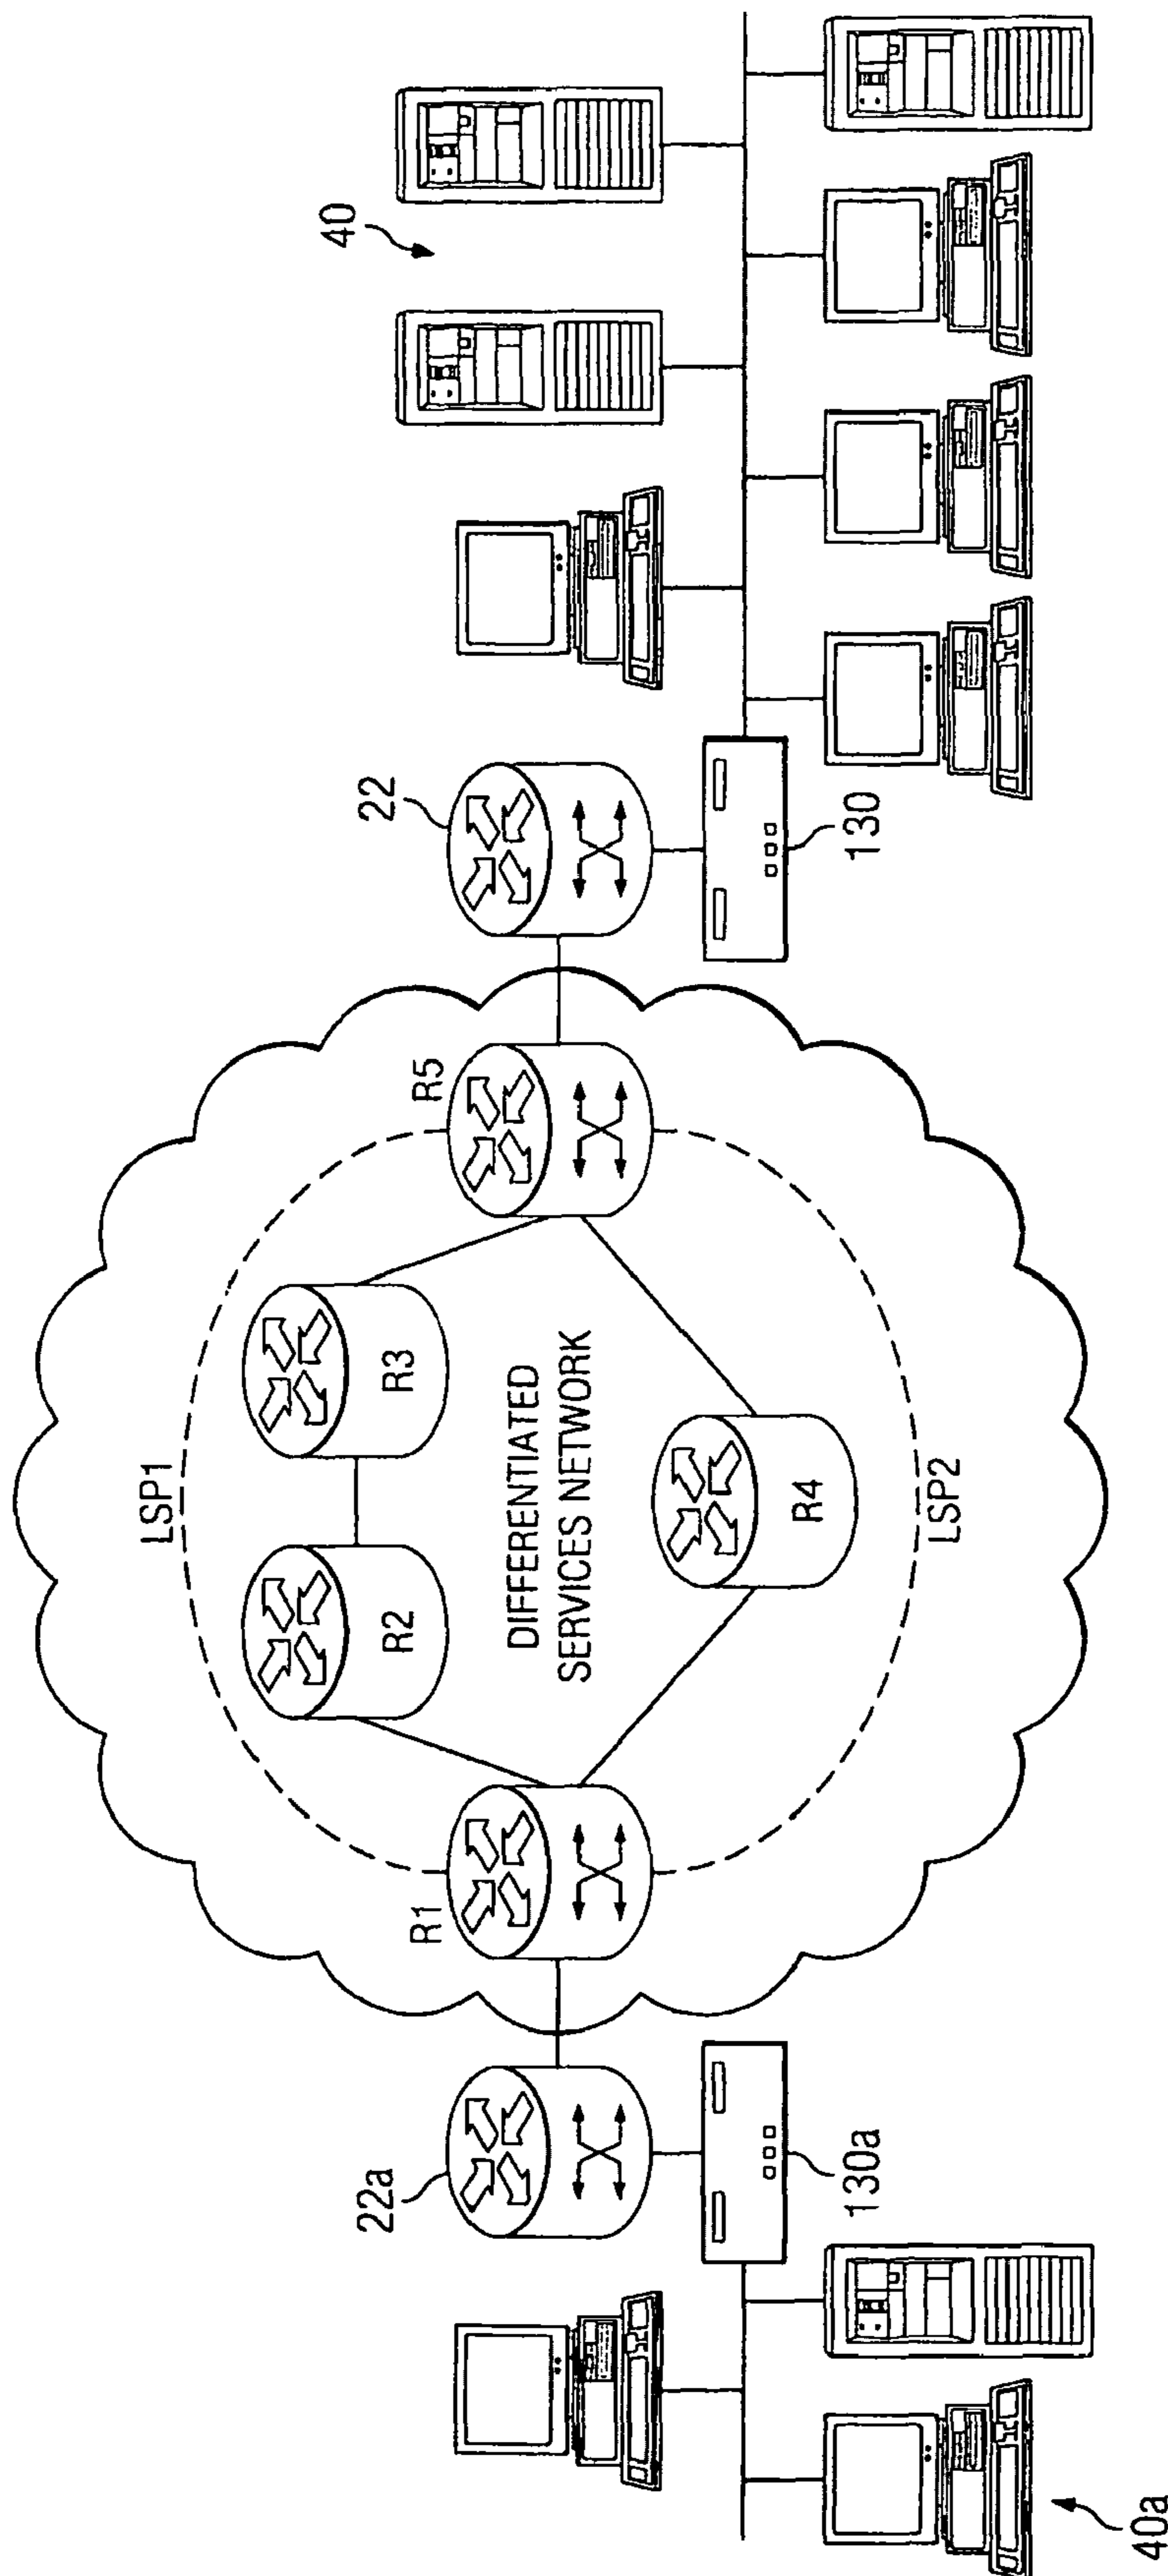 40
22
LSP1
R5
R3
R2
DIFFERENTIATED
SERVICES NETWORK
R1
R4
22a
130
LSP2
130a
40a